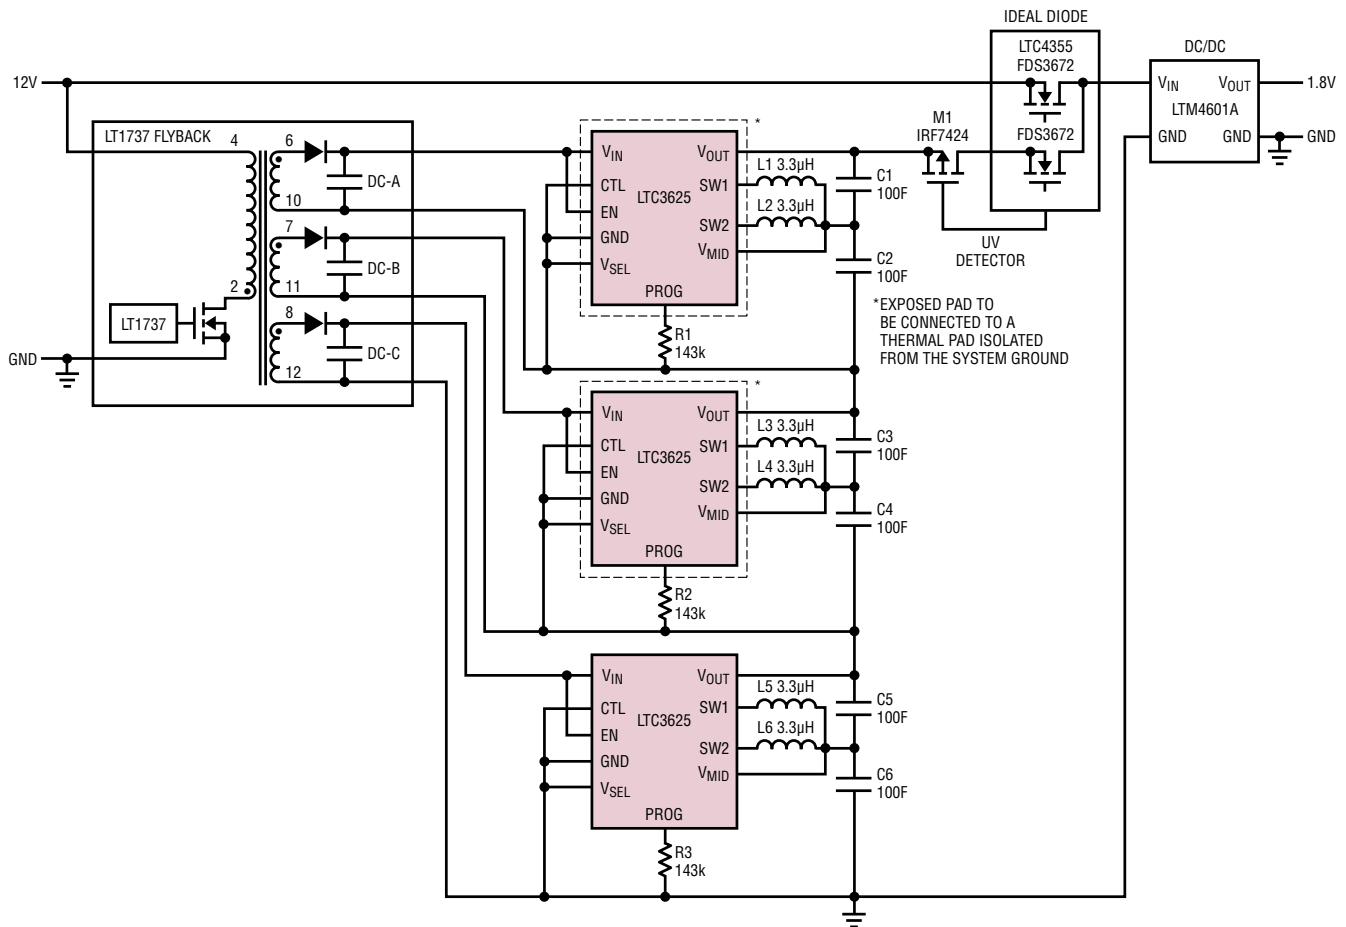 IDEAL DIODE
LTC4355
FDS3672
DC/DC
12V
VIN
VOUT
1.8V
LTM4601A
GND
GND
GND
FDS3672
M1
IRF7424
UV
DETECTOR
LT1737 FLYBACK
4
2
6
10
7
11
8
12
DC-A
DC-B
DC-C
LT1737
GND
*
VIN
CTL
EN
GND
VSEL
LTC3625
PROG
VOUT
SW1
SW2
VMID
L1 3.3µH
L2 3.3µH
C1
100F
C2
100F
R1
143k
*EXPOSED PAD TO
BE CONNECTED TO A
THERMAL PAD ISOLATED
FROM THE SYSTEM GROUND
*
VIN
CTL
EN
GND
VSEL
LTC3625
PROG
VOUT
SW1
SW2
VMID
L3 3.3µH
L4 3.3µH
C3
100F
C4
100F
R2
143k
VIN
CTL
EN
GND
VSEL
LTC3625
PROG
VOUT
SW1
SW2
VMID
L5 3.3µH
L6 3.3µH
C5
100F
C6
100F
R3
143k